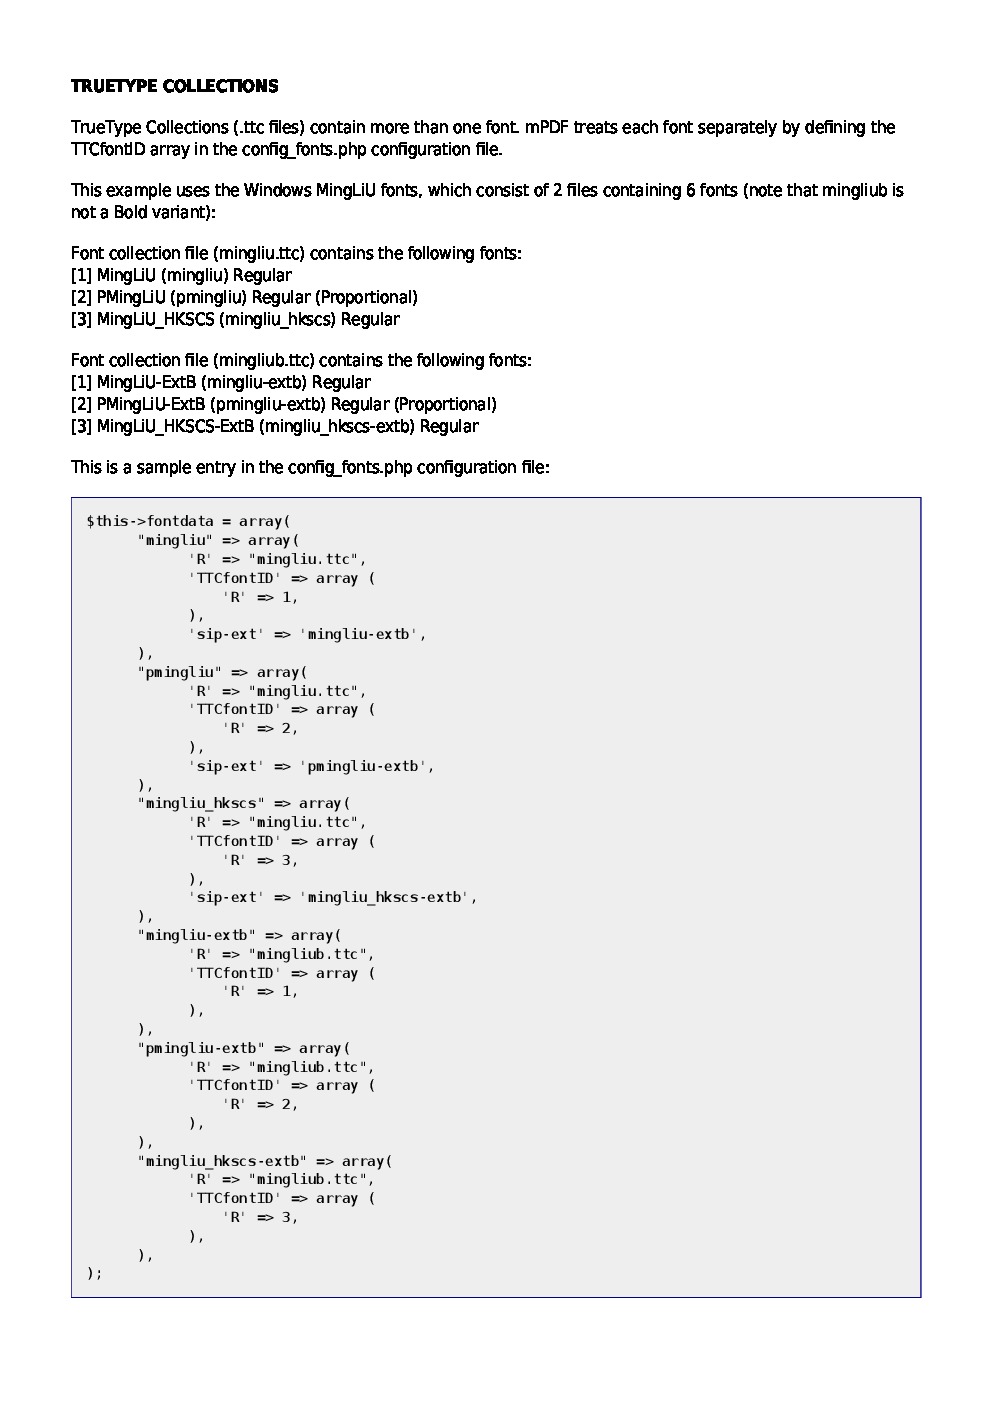 TRUETYPE COLLECTIONS
TrueType Collections (.ttc files) contain more than one font. mPDF treats each font separately by defining the
TTCfontID array in the config_fonts.php configuration file.
This example uses the Windows MingLiU fonts, which consist of 2 files containing 6 fonts (note that mingliub is
not a Bold variant):
Font collection file (mingliu.ttc) contains the following fonts:
[1] MingLiU (mingliu) Regular
[2] PMingLiU (pmingliu) Regular (Proportional)
[3] MingLiU_HKSCS (mingliu_hkscs) Regular
Font collection file (mingliub.ttc) contains the following fonts:
[1] MingLiU-ExtB (mingliu-extb) Regular
[2] PMingLiU-ExtB (pmingliu-extb) Regular (Proportional)
[3] MingLiU_HKSCS-ExtB (mingliu_hkscs-extb) Regular
This is a sample entry in the config_fonts.php configuration file:
$this->fontdata = array(
"mingliu" => array(
'R' => "mingliu.ttc",
'TTCfontID' => array (
'R' => 1,
),
'sip-ext' => 'mingliu-extb',
),
"pmingliu" => array(
'R' => "mingliu.ttc",
'TTCfontID' => array (
'R' => 2,
),
'sip-ext' => 'pmingliu-extb',
),
"mingliu_hkscs" => array(
'R' => "mingliu.ttc",
'TTCfontID' => array (
'R' => 3,
),
'sip-ext' => 'mingliu_hkscs-extb',
),
"mingliu-extb" => array(
'R' => "mingliub.ttc",
'TTCfontID' => array (
'R' => 1,
),
),
"pmingliu-extb" => array(
'R' => "mingliub.ttc",
'TTCfontID' => array (
'R' => 2,
),
),
"mingliu_hkscs-extb" => array(
'R' => "mingliub.ttc",
'TTCfontID' => array (
'R' => 3,
),
),
);